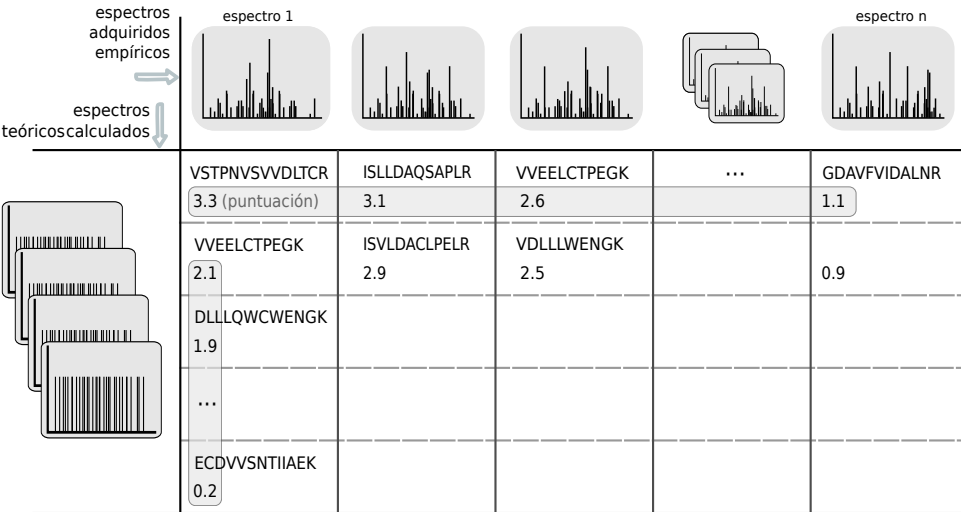 espectros
adquiridos
empíricos
espectro 1
espectro n
espectros
teóricos calculados
VSTPNVSVVDLTCR ISLLDAQSAPLR VVEELCTPEGK ... GDAVFVIDALNR
3.3 (puntuación) 3.1 2.6 1.1
VVEELCTPEGK ISVLDACLPELR VDLLLWENGK
2.1 2.9 2.5 0.9
DLLLQWCWENGK
1.9
...
ECDVVSNTIIAEK
0.2